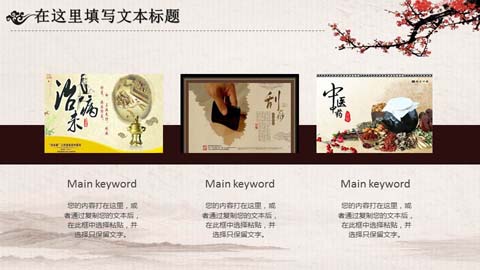 在这里填写文本标题
治未病
刮痧
中医药
Main keyword
Main keyword
Main keyword
您的内容打在这里，或
者通过复制您的文本后，
在此框中选择粘贴，并
选择只保留文字。
您的内容打在这里，或
者通过复制您的文本后，
在此框中选择粘贴，并
选择只保留文字。
您的内容打在这里，或
者通过复制您的文本后，
在此框中选择粘贴，并
选择只保留文字。